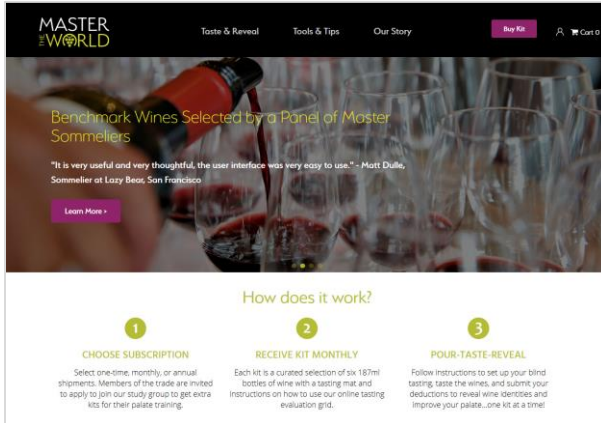 MASTER
THE WORLD
Taste & Reveal
Tools & Tips
Our Story
Buy Kit
Cart 0
Benchmark Wines Selected by a Panel of Master
Sommeliers
"It is very useful and very thoughtful, the user interface was very easy to use." - Matt Dulle,
Sommelier at Lazy Bear, San Francisco
Learn More ›
How does it work?
1
CHOOSE SUBSCRIPTION
Select one-time, monthly, or annual
shipments. Members of the trade are invited
to apply to join our study group to get extra
kits for their palate training.
2
RECEIVE KIT MONTHLY
Each kit is a curated selection of six 187ml
bottles of wine with a tasting mat and
instructions on how to use our online tasting
evaluation grid.
3
POUR-TASTE-REVEAL
Follow instructions to set up your blind
tasting, taste the wines, and submit your
deductions to reveal wine identities and
improve your palate...one kit at a time!